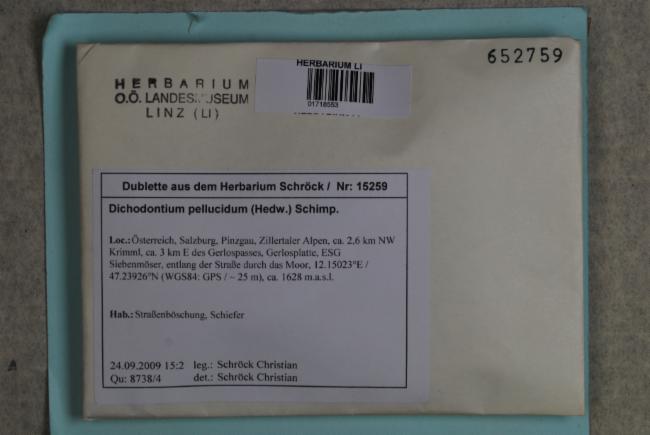 652759
HERBARIUM
O.Ö. LANDESMUSEUM
LINZ (LI)
HERBARIUM LI
01718553
Dublette aus dem Herbarium Schröck / Nr: 15259
Dichodontium pellucidum (Hedw.) Schimp.
Loc.: Österreich, Salzburg, Pinzgau, Zillertaler Alpen, ca. 2,6 km NW
Krimml, ca. 3 km E des Gerlospasses, Gerlosplatte, ESG
Siebenmöser, entlang der Straße durch das Moor, 12.15023°E /
47.23926°N (WGS84: GPS / ~ 25 m), ca. 1628 m.a.s.l.
Hab.: Straßenböschung, Schiefer
24.09.2009 15:2 leg.: Schröck Christian
Qu: 8738/4 det.: Schröck Christian